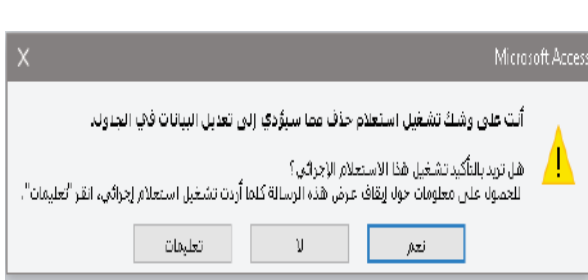 Microsoft Access
أنت على وشك تشغيل استعلام حذف مما سيؤدي إلى تعديل البيانات في الجدول.
هل تريد بالتأكيد تشغيل هذا الاستعلام الإجرائي؟
للحصول على معلومات حول إيقاف عرض هذه الرسالة كلما أردت تشغيل استعلام إجرائي، انقر "تعليمات".
نعم
لا
تعليمات